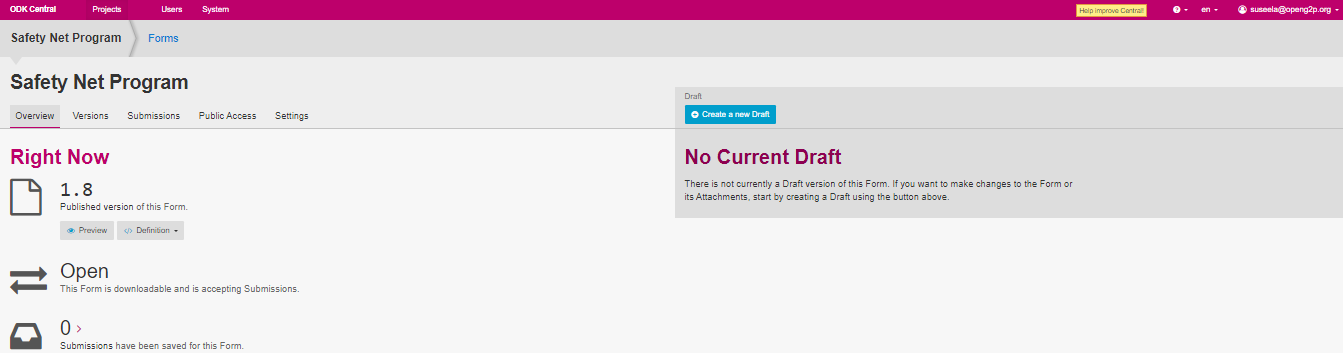 ODK Central Projects Users System Help improve Central! en suseela@openg2p.org
Safety Net Program Forms
Safety Net Program
Draft
Create a new Draft
Overview Versions Submissions Public Access Settings
Right Now
1.8
Published version of this Form.
Preview </> Definition
Open
This Form is downloadable and is accepting Submissions.
0 >
Submissions have been saved for this Form.
No Current Draft
There is not currently a Draft version of this Form. If you want to make changes to the Form or
its Attachments, start by creating a Draft using the button above.